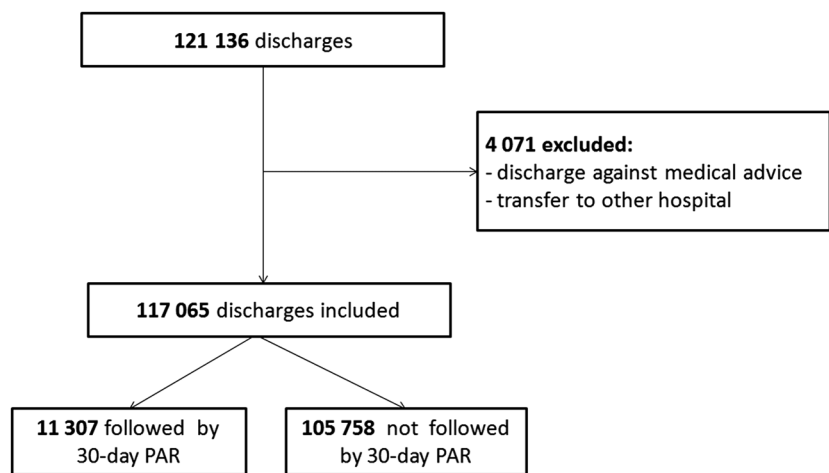 121 136 discharges
4 071 excluded:
- discharge against medical advice
- transfer to other hospital
117 065 discharges included
11 307 followed by
30-day PAR
105 758 not followed
by 30-day PAR